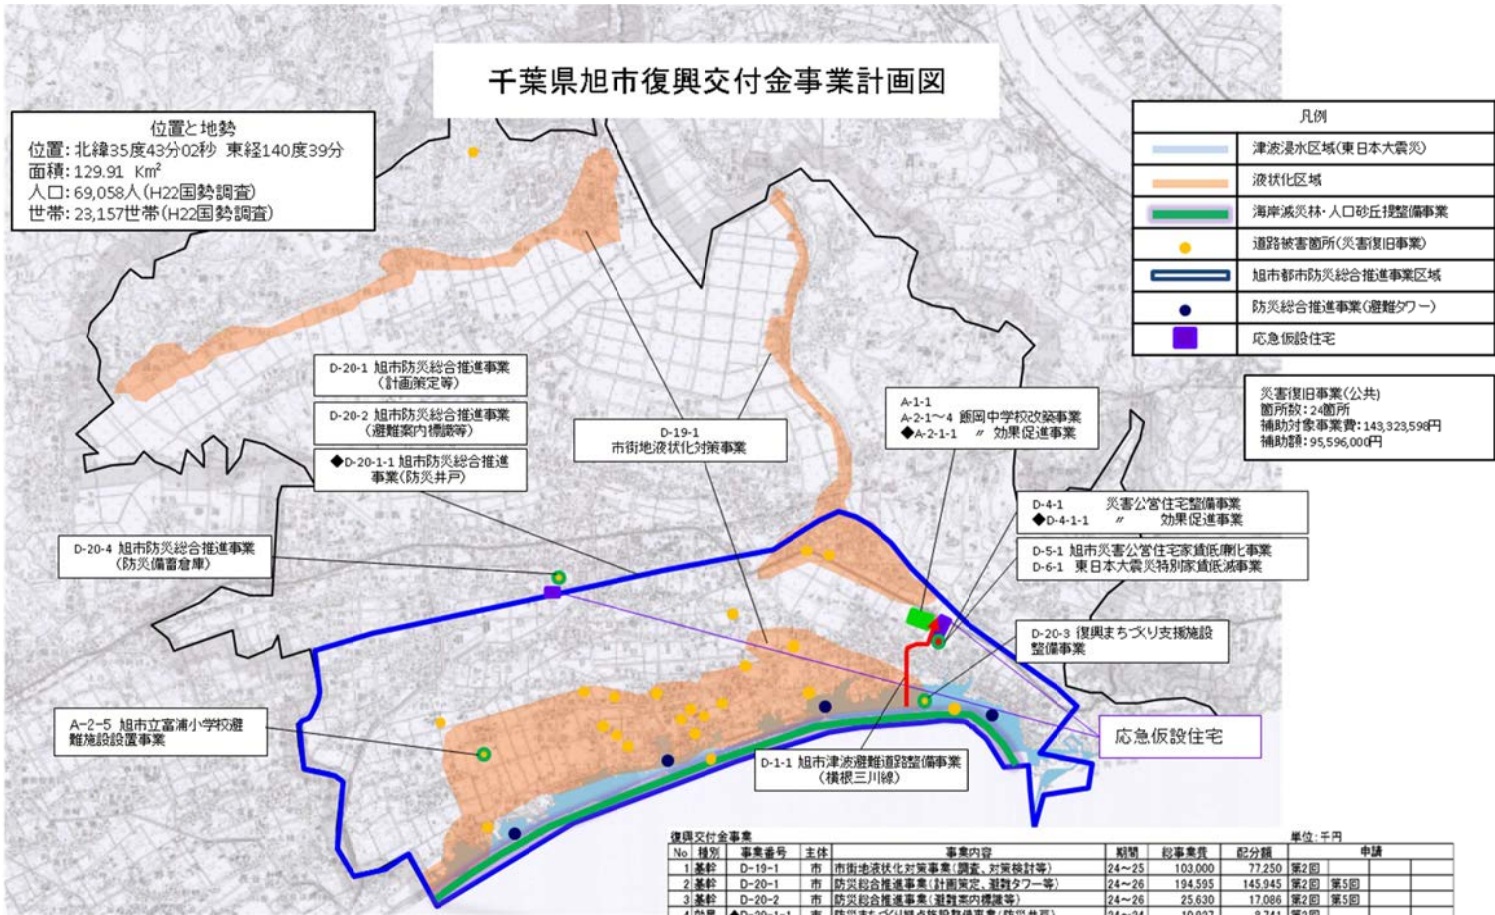 千葉県旭市復興交付金事業計画図
位置と地勢
位置：北緯35度43分02秒 東経140度39分
面積：129.91 Km²
人口：69,058人(H22国勢調査)
世帯：23,157世帯(H22国勢調査)
凡例
津波浸水区域(東日本大震災)
液状化区域
海岸減災林・人口砂丘提整備事業
道路被害箇所(災害復旧事業)
旭市都市防災総合推進事業区域
防災総合推進事業(避難タワー)
応急仮設住宅
災害復旧事業(公共)
箇所数：24箇所
補助対象事業費：143,323,598円
補助額：95,596,000円
D-20-1 旭市防災総合推進事業
(計画策定等)
D-20-2 旭市防災総合推進事業
(避難案内標識等)
◆D-20-1-1 旭市防災総合推進
事業(防災井戸)
D-19-1
市街地液状化対策事業
A-1-1
A-2-1～4 飯岡中学校改築事業
◆A-2-1-1 〃 効果促進事業
D-4-1 災害公営住宅整備事業
◆D-4-1-1 〃 効果促進事業
D-5-1 旭市災害公営住宅家賃低廉化事業
D-6-1 東日本大震災特別家賃低減事業
D-20-4 旭市防災総合推進事業
(防災備蓄倉庫)
D-20-3 復興まちづくり支援施設
整備事業
A-2-5 旭市立富浦小学校避
難施設設置事業
応急仮設住宅
D-1-1 旭市津波避難道路整備事業
(横根三川線)
復興交付金事業 単位：千円
No 種別 事業番号 主体 事業内容 期間 総事業費 配分額 申請
1 基幹 D-19-1 市 市街地液状化対策事業(調査、対策検討等) 24～25 103,000 77,250 第2回
2 基幹 D-20-1 市 防災総合推進事業(計画策定、避難タワー等) 24～26 194,595 145,945 第2回 第5回
3 基幹 D-20-2 市 防災総合推進事業(避難案内標識等) 24～26 25,630 17,086 第2回 第5回